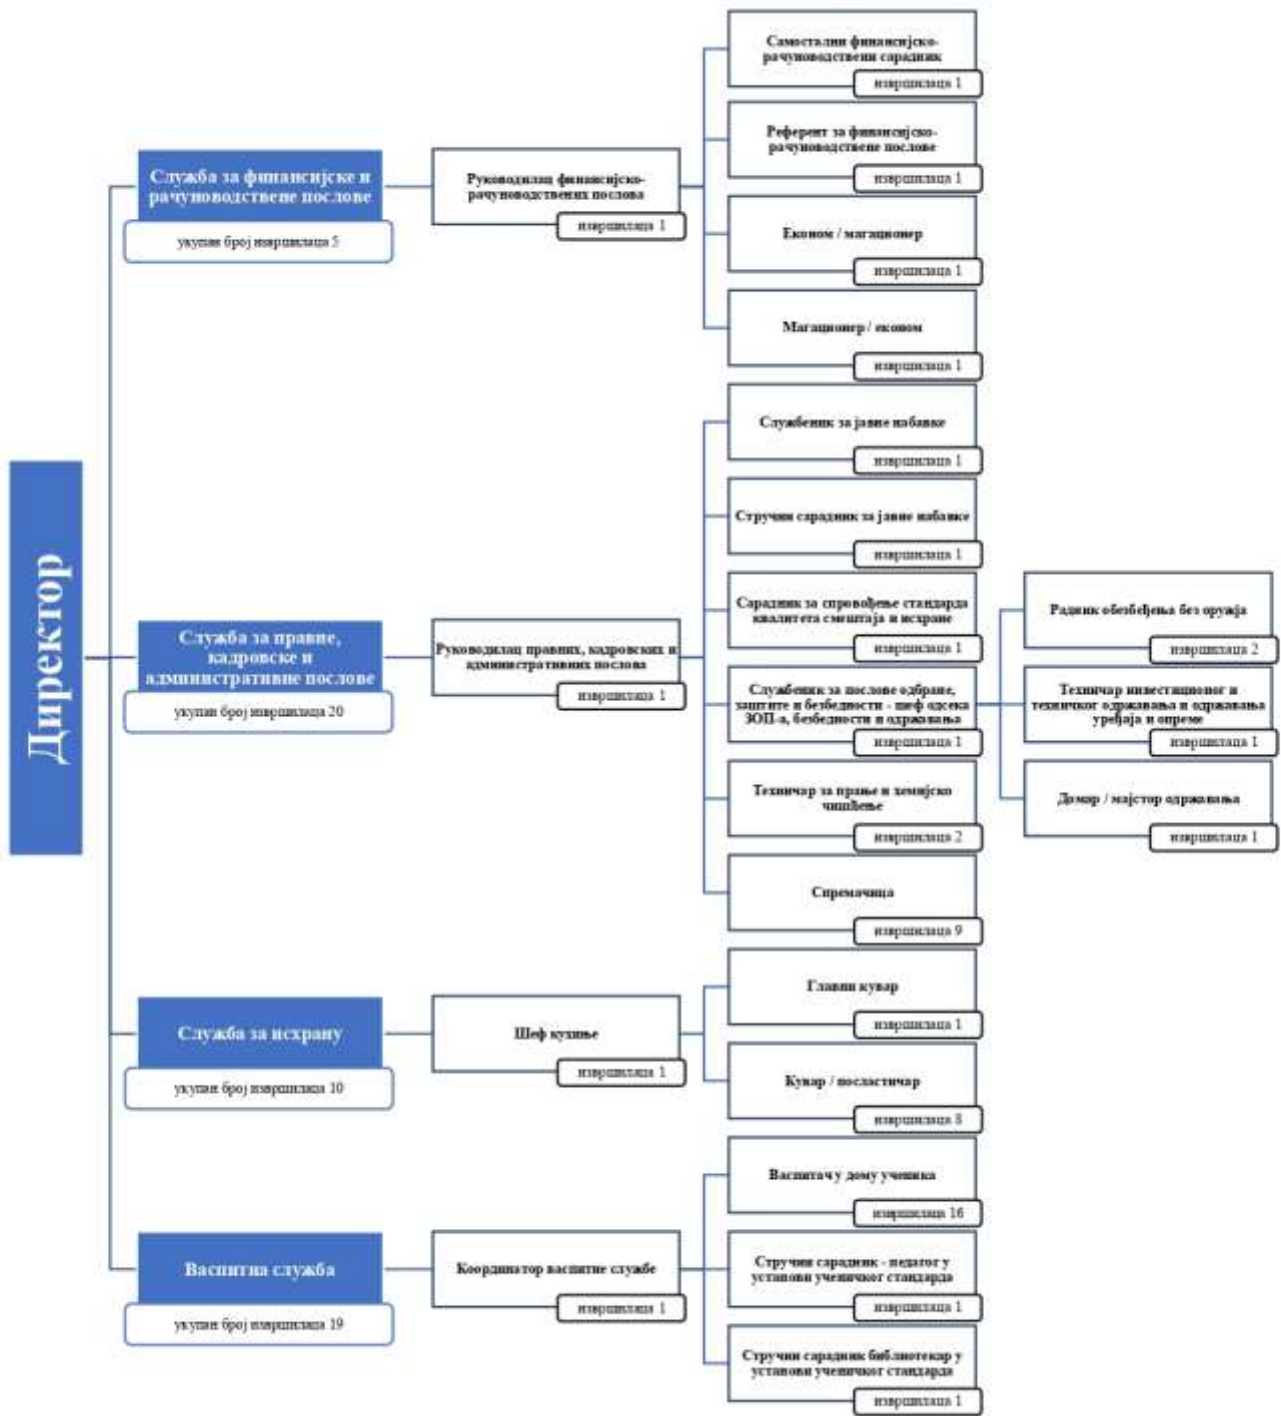 Директор
Служба за финансијске и
рачуноводствене послове
укупан број извршилаца 5
Руководилац финансијско-
рачуноводствених послова
извршилаца 1
Самостални финансијско-
рачуноводствени сарадник
извршилаца 1
Референт за финансијско-
рачуноводствене послове
извршилаца 1
Економ / магационер
извршилаца 1
Магационер / економ
извршилаца 1
Служба за правне,
кадровске и
административне послове
укупан број извршилаца 20
Руководилац правних, кадровских и
административних послова
извршилаца 1
Службеник за јавне набавке
извршилаца 1
Стручни сарадник за јавне набавке
извршилаца 1
Сарадник за спровођење стандарда
квалитета смештаја и исхране
извршилаца 1
Службеник за послове одбране,
заштите и безбедности - шеф одсека
ЗОП-а, безбедности и одржавања
извршилаца 1
Радник обезбеђења без оружја
извршилаца 2
Техничар инвестиционог и
техничког одржавања и одржавања
уређаја и опреме
извршилаца 1
Домар / мајстор одржавања
извршилаца 1
Техничар за прање и хемијско
чишћење
извршилаца 2
Спремачица
извршилаца 9
Служба за исхрану
укупан број извршилаца 10
Шеф кухиње
извршилаца 1
Главни кувар
извршилаца 1
Кувар / посластичар
извршилаца 8
Васпитна служба
укупан број извршилаца 19
Координатор васпитне службе
извршилаца 1
Васпитач у дому ученика
извршилаца 16
Стручни сарадник - педагог у
установи ученичког стандарда
извршилаца 1
Стручни сарадник библиотекар у
установи ученичког стандарда
извршилаца 1